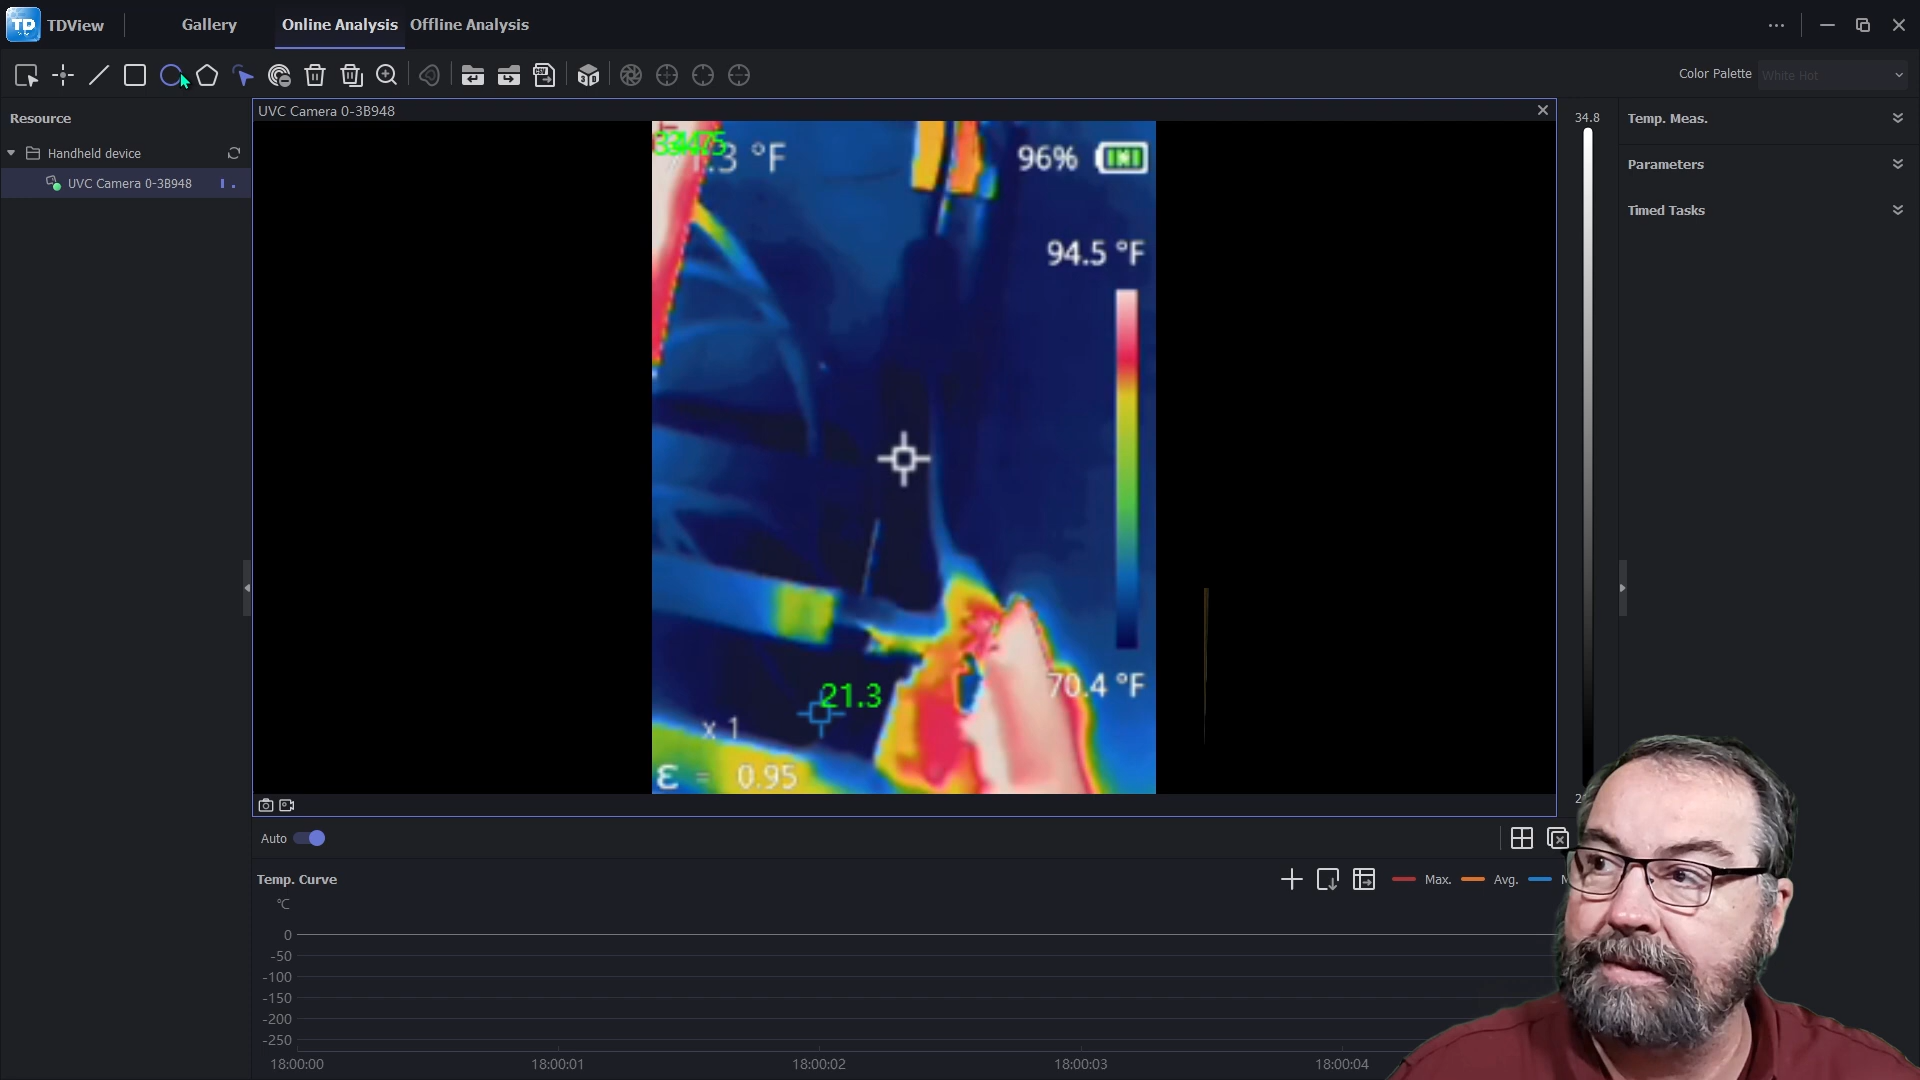 TD TDView Gallery Online Analysis Offline Analysis
Color Palette White Hot
Resource
UVC Camera 0-3B948
34.8
Temp. Meas.
Handheld device
UVC Camera 0-3B948
Parameters
Timed Tasks
.3 °F
96%
94.5 °F
70.4 °F
21.3
x 1
ε = 0.95
Auto
Temp. Curve
Max. Avg.
°C
0
-50
-100
-150
-200
-250
18:00:00 18:00:01 18:00:02 18:00:03 18:00:04